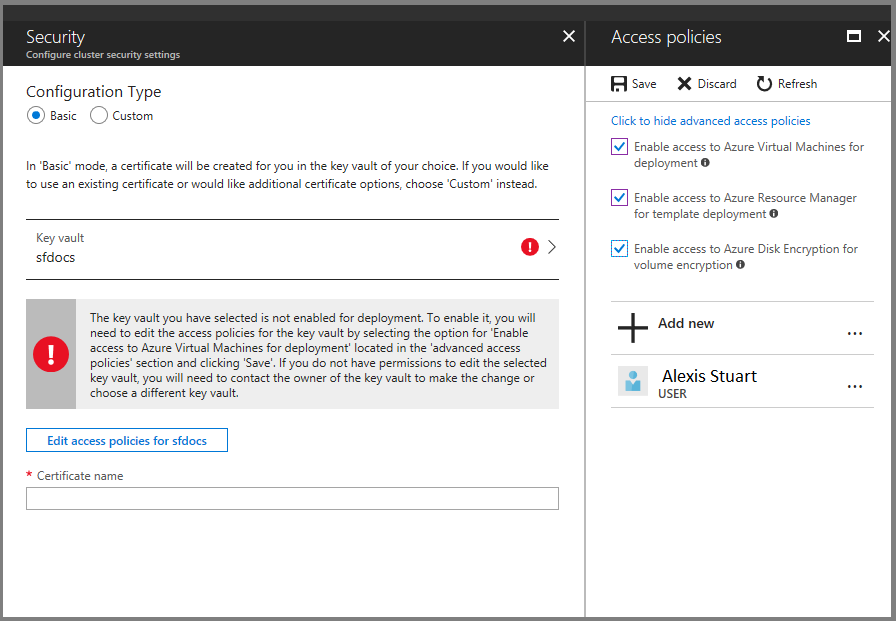 Security
Configure cluster security settings
Configuration Type
Basic
Custom
In 'Basic' mode, a certificate will be created for you in the key vault of your choice. If you would like
to use an existing certificate or would like additional certificate options, choose 'Custom' instead.
Key vault
sfdocs
The key vault you have selected is not enabled for deployment. To enable it, you will
need to edit the access policies for the key vault by selecting the option for 'Enable
access to Azure Virtual Machines for deployment' located in the 'advanced access
policies' section and clicking 'Save'. If you do not have permissions to edit the selected
key vault, you will need to contact the owner of the key vault to make the change or
choose a different key vault.
Edit access policies for sfdocs
* Certificate name
Access policies
Save
Discard
Refresh
Click to hide advanced access policies
Enable access to Azure Virtual Machines for
deployment
Enable access to Azure Resource Manager
for template deployment
Enable access to Azure Disk Encryption for
volume encryption
Add new
...
Alexis Stuart
USER
...